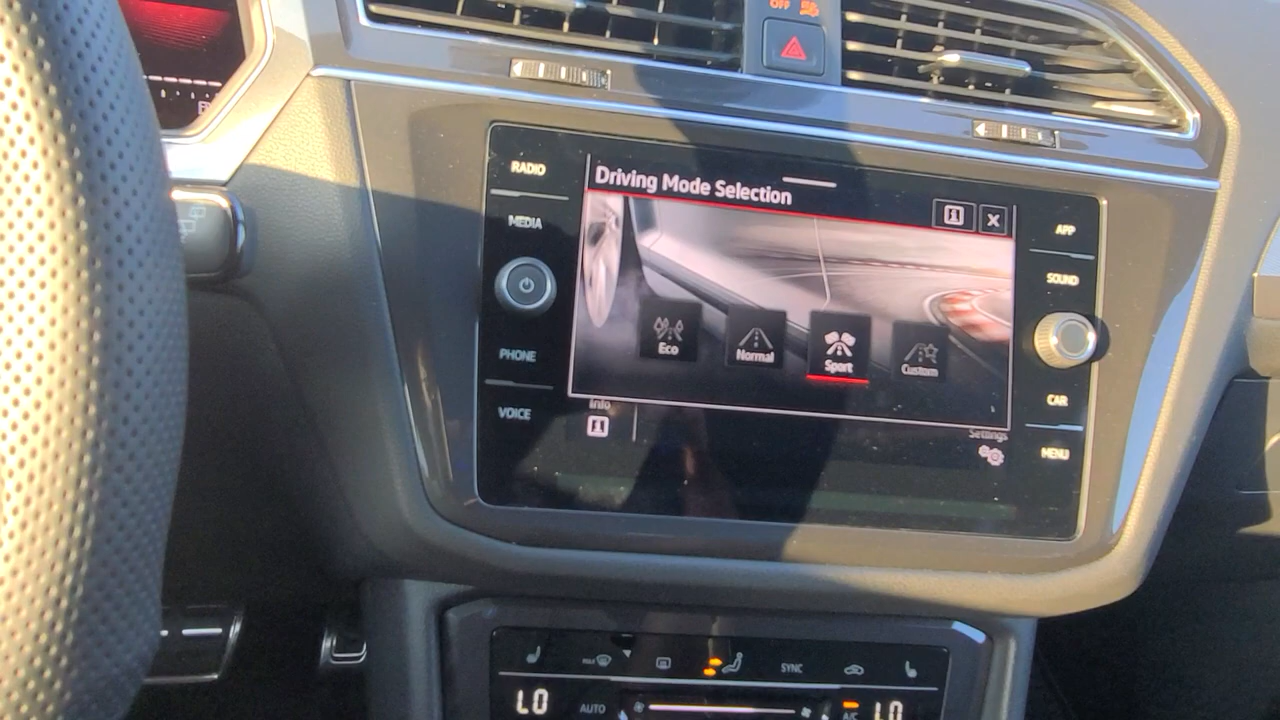 OFF
RADIO
MEDIA
PHONE
VOICE
Driving Mode Selection
Eco
Normal
Sport
Custom
Info
Settings
APP
SOUND
CAR
MENU
MAX
SYNC
LO
AUTO
A/C
LO